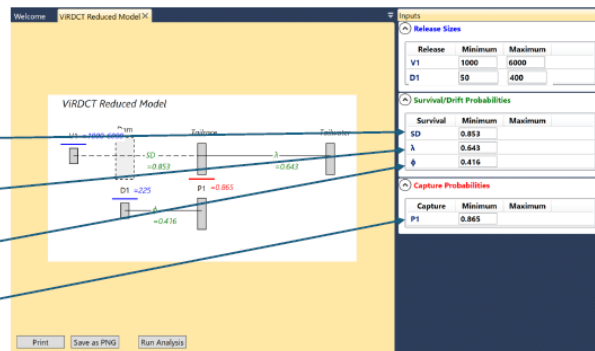 Welcome ViRDCT Reduced Model
Inputs
Release Sizes
Release Minimum Maximum
V1 1000 6000
D1 50 400
Survival/Drift Probabilities
Survival Minimum Maximum
SD 0.853
λ 0.643
ϕ 0.416
Capture Probabilities
Capture Minimum Maximum
P1 0.865
ViRDCT Reduced Model
V1 =1000-6000
Dam
Tailrace
SD
=0.853
λ
=0.643
P1 =0.865
D1 =225
ϕ
=0.416
Print Save as PNG Run Analysis